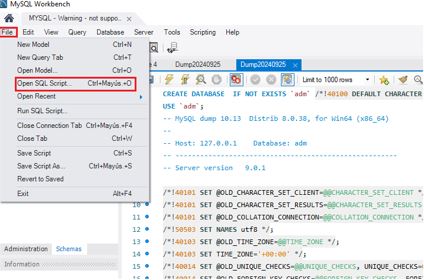 MySQL Workbench
MYSQL - Warning - not suppo...
File Edit View Query Database Server Tools Scripting Help
New Model Ctrl+N
New Query Tab Ctrl+T
Open Model... Ctrl+O
Open SQL Script... Ctrl+Mayús.+O
Open Recent
Run SQL Script...
Close Connection Tab Ctrl+Mayús.+F4
Close Tab Ctrl+W
Save Script Ctrl+S
Save Script As... Ctrl+Mayús.+S
Revert to Saved
Exit Alt+F4
Administration Schemas
Information
4 Dump20240925 Dump20240925
Limit to 1000 rows
CREATE DATABASE IF NOT EXISTS `adm` /*!40100 DEFAULT CHARACTER
USE `adm`;
-- MySQL dump 10.13 Distrib 8.0.38, for Win64 (x86_64)
--
-- Host: 127.0.0.1 Database: adm
-- ------------------------------------------------------
-- Server version 9.0.1
10 /*!40101 SET @OLD_CHARACTER_SET_CLIENT=@@CHARACTER_SET_CLIENT */
11 /*!40101 SET @OLD_CHARACTER_SET_RESULTS=@@CHARACTER_SET_RESULTS
12 /*!40101 SET @OLD_COLLATION_CONNECTION=@@COLLATION_CONNECTION */
13 /*!50503 SET NAMES utf8 */;
14 /*!40103 SET @OLD_TIME_ZONE=@@TIME_ZONE */;
15 /*!40103 SET TIME_ZONE='+00:00' */;
16 /*!40014 SET @OLD_UNIQUE_CHECKS=@@UNIQUE_CHECKS, UNIQUE_CHECKS=